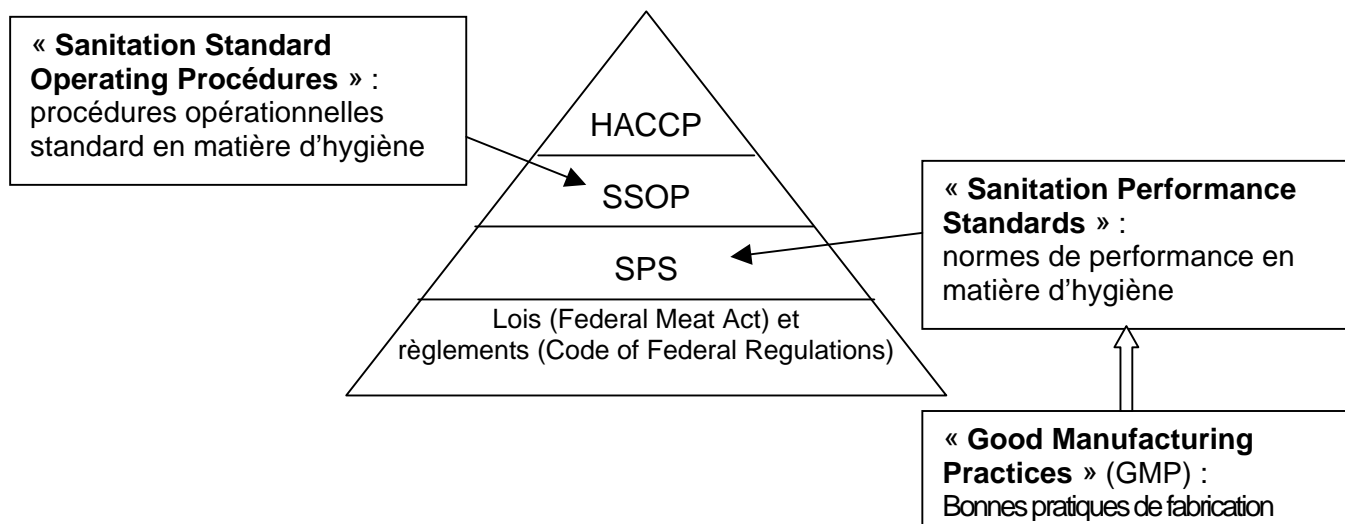 « Sanitation Standard
Operating Procédures » :
procédures opérationnelles
standard en matière d’hygiène
HACCP
SSOP
SPS
Lois (Federal Meat Act) et
règlements (Code of Federal Regulations)
« Sanitation Performance
Standards » :
normes de performance en
matière d’hygiène
« Good Manufacturing
Practices » (GMP) :
Bonnes pratiques de fabrication